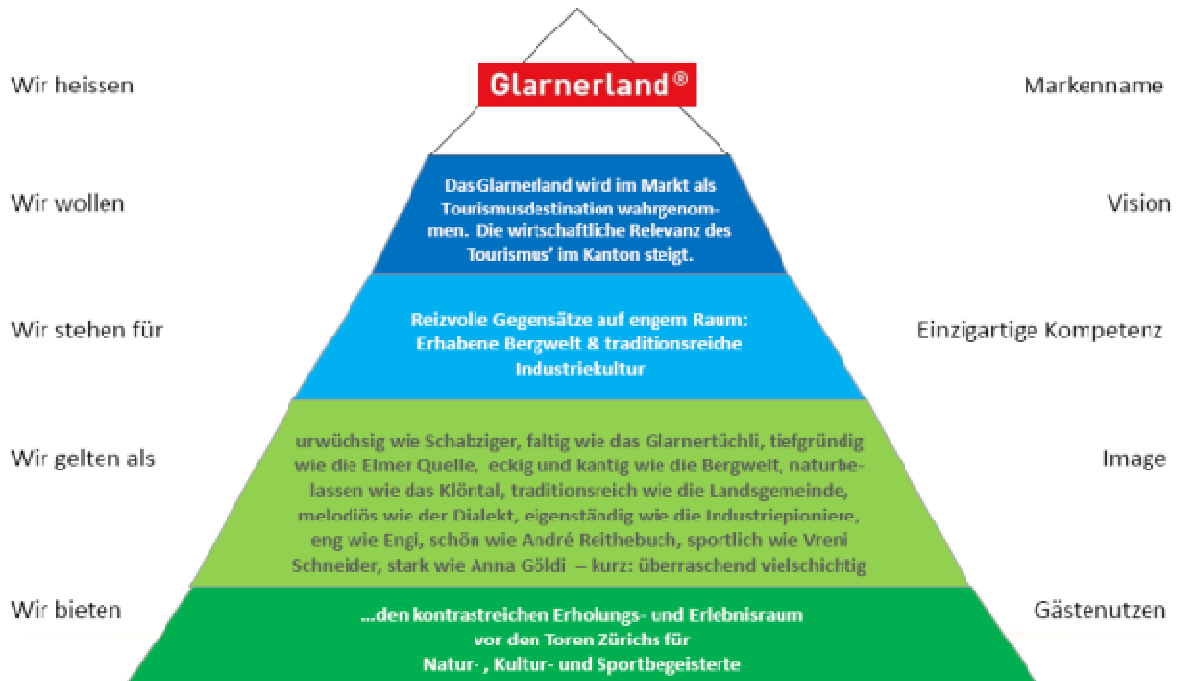 Wir heissen
Glarnerland®
Markenname
Wir wollen
Das Glarnerland wird im Markt als
Tourismusdestination wahrgenom-
men. Die wirtschaftliche Relevanz des
Tourismus' im Kanton steigt.
Vision
Wir stehen für
Reizvolle Gegensätze auf engem Raum:
Erhabene Bergwelt & traditionsreiche
Industriekultur
Einzigartige Kompetenz
Wir gelten als
urwüchsig wie Schabziger, faltig wie das Glarnertüchli, tiefgründig
wie die Elmer Quelle, eckig und kantig wie die Bergwelt, naturbe-
lassen wie das Klöntal, traditionsreich wie die Landsgemeinde,
melodiös wie der Dialekt, eigenständig wie die Industriepioniere,
eng wie Engi, schön wie André Reithebuch, sportlich wie Vreni
Schneider, stark wie Anna Göldi – kurz: überraschend vielschichtig
Image
Wir bieten
...den kontrastreichen Erholungs- und Erlebnisraum
vor den Toren Zürichs für
Natur- , Kultur- und Sportbegeisterte
Gästenutzen